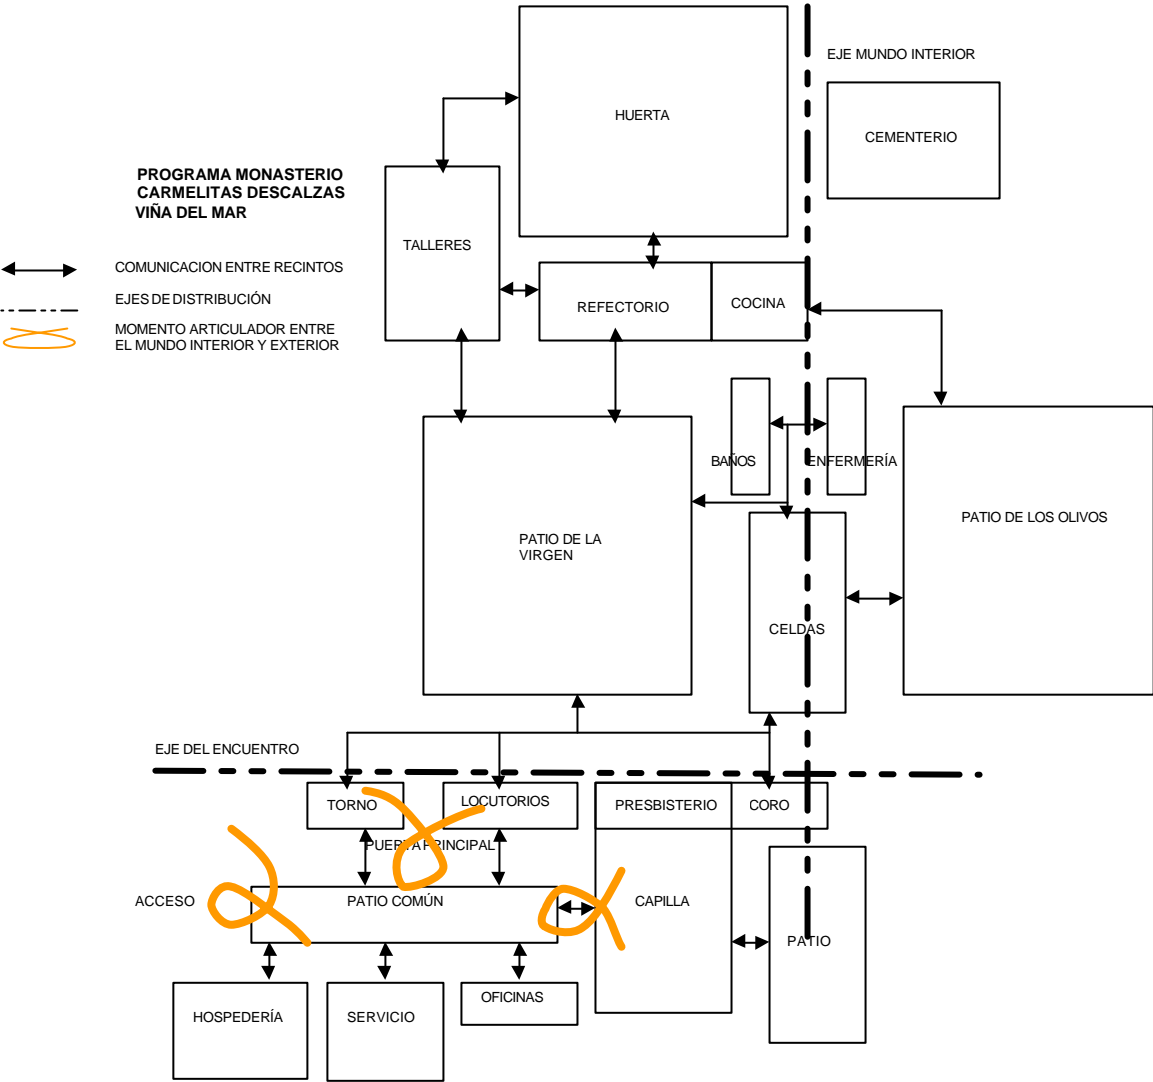 EJE MUNDO INTERIOR
HUERTA
CEMENTERIO
PROGRAMA MONASTERIO
CARMELITAS DESCALZAS
VIÑA DEL MAR
TALLERES
COMUNICACION ENTRE RECINTOS
EJES DE DISTRIBUCIÓN
MOMENTO ARTICULADOR ENTRE
EL MUNDO INTERIOR Y EXTERIOR
REFECTORIO
COCINA
BAÑOS
ENFERMERÍA
PATIO DE LOS OLIVOS
PATIO DE LA
VIRGEN
CELDAS
EJE DEL ENCUENTRO
TORNO
LOCUTORIOS
PRESBISTERIO
CORO
PUERTA PRINCIPAL
ACCESO
PATIO COMÚN
CAPILLA
PATIO
HOSPEDERÍA
SERVICIO
OFICINAS